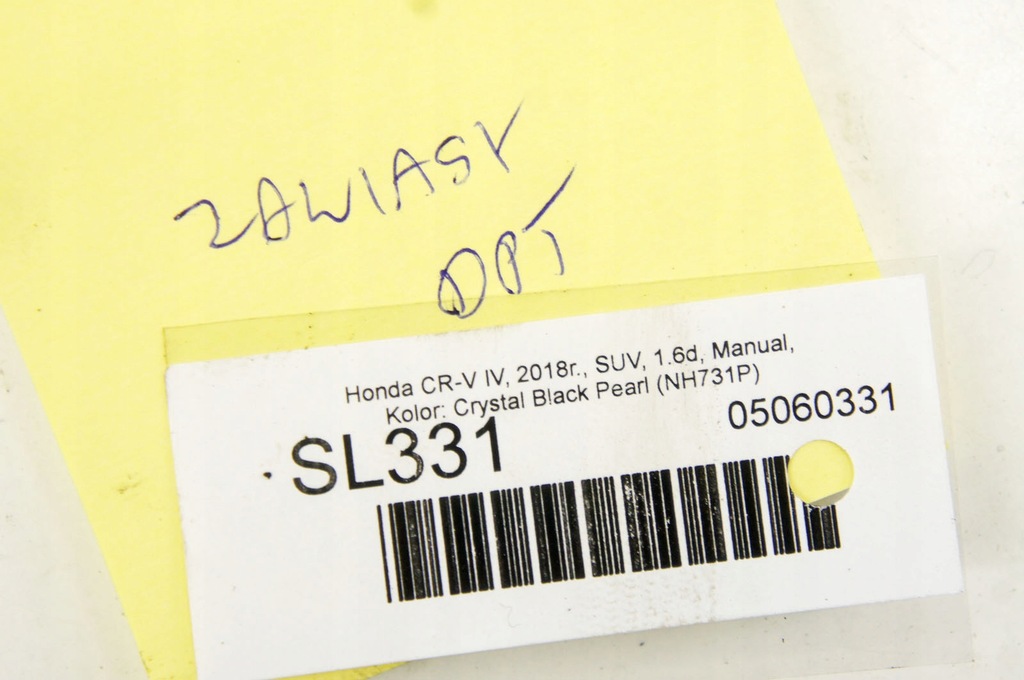 ZAWIASY
DPT
Honda CR-V IV, 2018r., SUV, 1.6d, Manual,
Kolor: Crystal Black Pearl (NH731P)
05060331
SL331